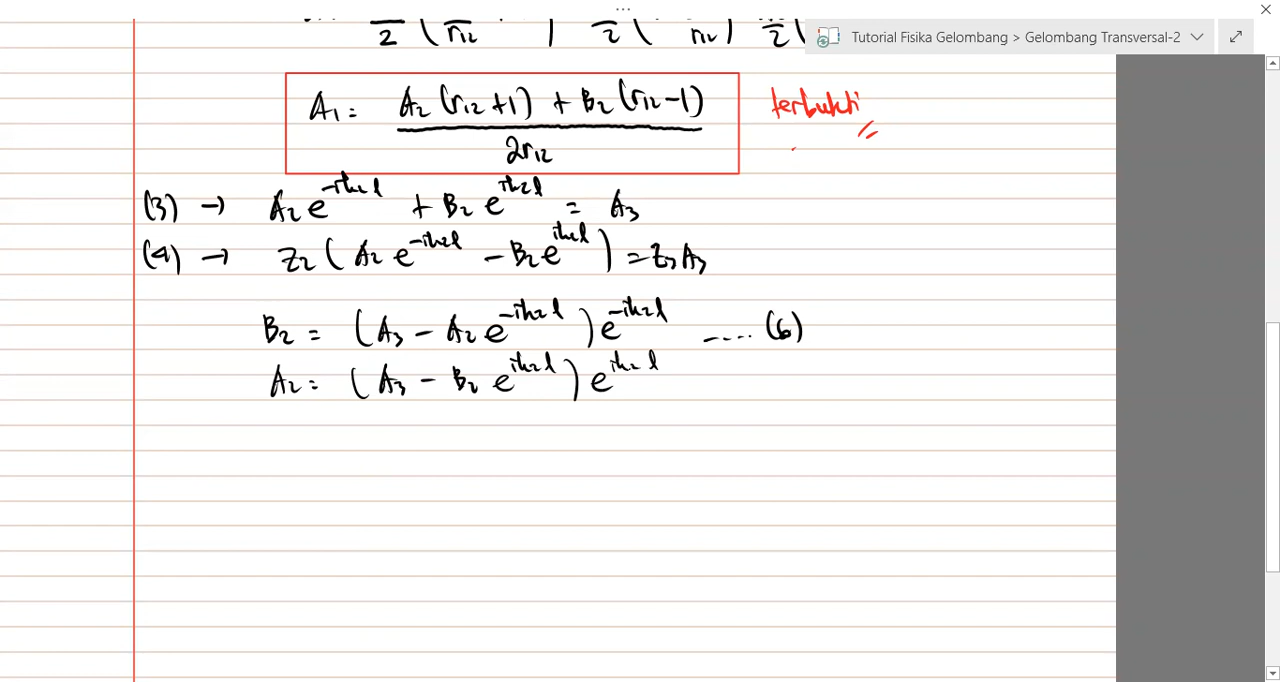 Tutorial Fisika Gelombang > Gelombang Transversal-2
A₁ = (A₂(r₁₂+1) + B₂(r₁₂−1)) / 2r₁₂ terbukti
(3) → A₂e^(−ik₂l) + B₂e^(ik₂l) = A₃
(4) → Z₂(A₂e^(−ik₂l) − B₂e^(ik₂l)) = Z₃A₃
B₂ = (A₃ − A₂e^(−ik₂l))e^(−ik₂l) .... (6)
A₂ = (A₃ − B₂e^(ik₂l))e^(ik₂l)